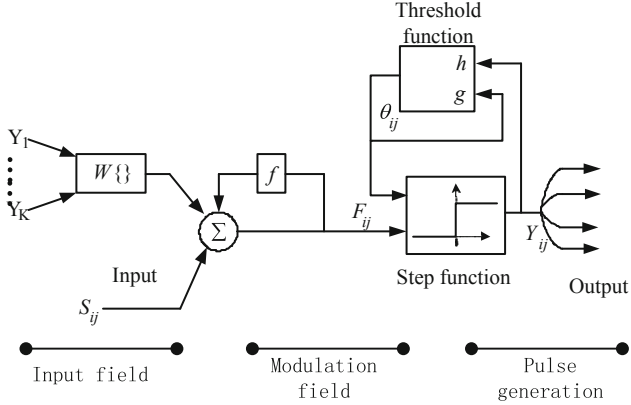 Threshold
function
h
g
θij
Y1
W{}
YK
f
Σ
Fij
Yij
Input
Sij
Step function
Output
Input field
Modulation
field
Pulse
generation